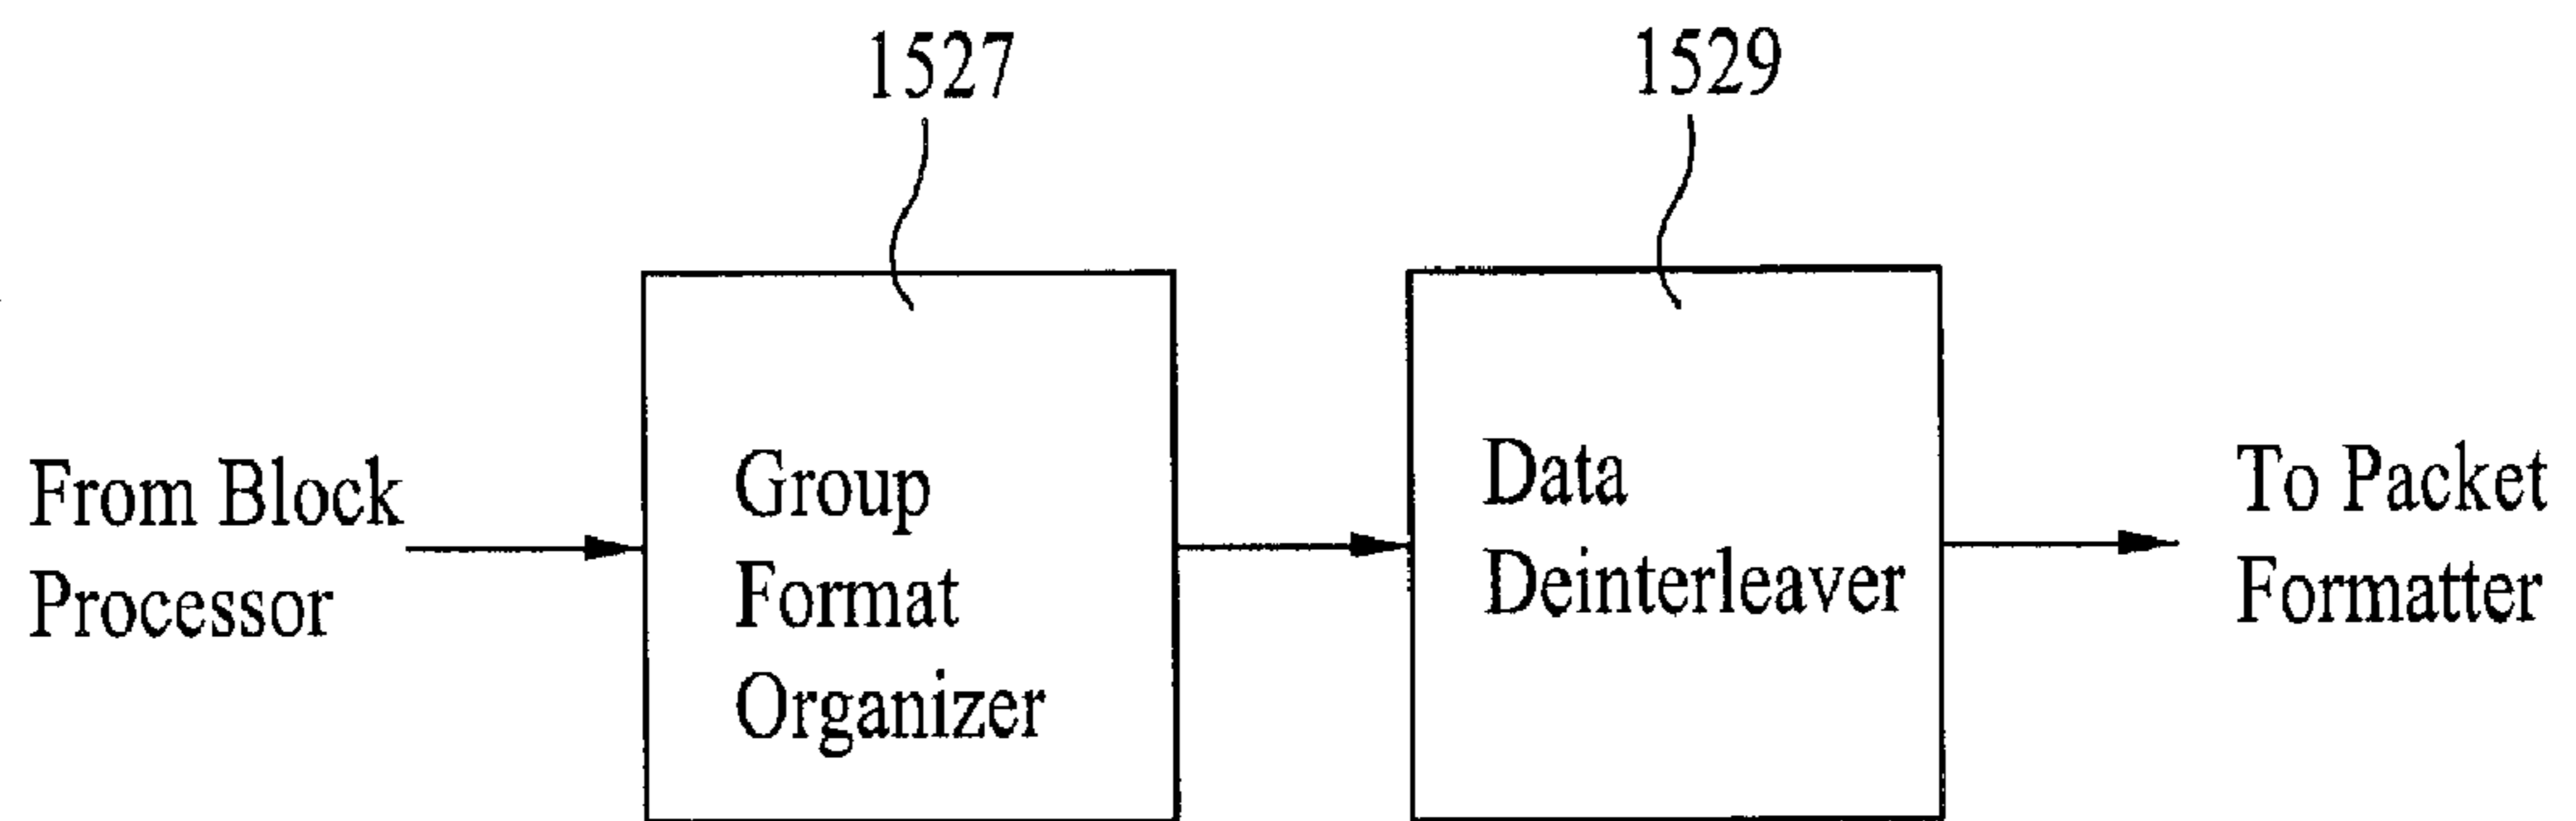 1527
1529
From Block
Processor
Group
Format
Organizer
Data
Deinterleaver
To Packet
Formatter